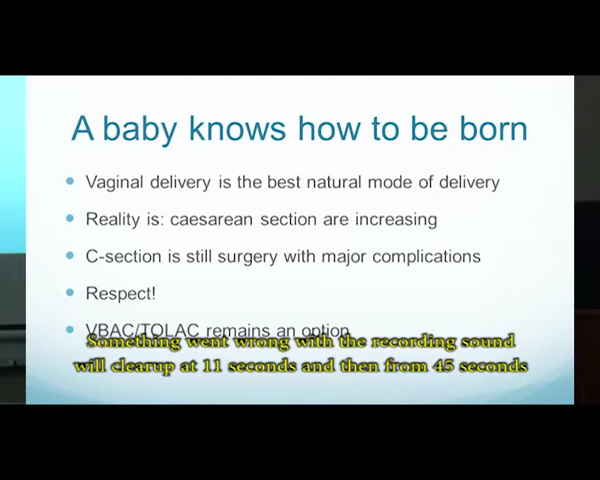 A baby knows how to be born
Vaginal delivery is the best natural mode of delivery
Reality is: caesarean section are increasing
C-section is still surgery with major complications
Respect!
VBAC/TOLAC remains an option
Something went wrong with the recording sound
will clearup at 11 seconds and then from 45 seconds